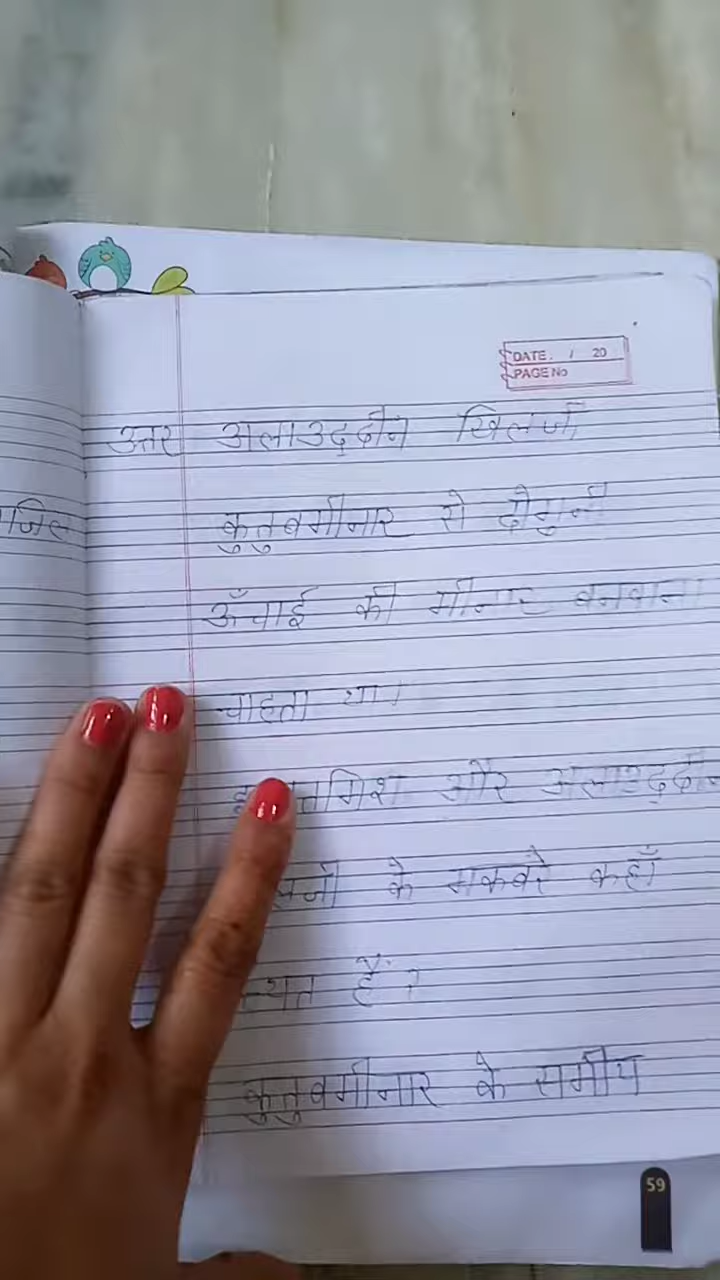 DATE. / 20
PAGE No
उत्तर अलाउद्दीन खिलजी
कुतुबमीनार से दौगुनी
जिल
ऊँचाई की मीनार बनवाना
चाहता था।
और अलाउद्दीन
के मकबरे कहाँ
हैं ?
कुतुबमीनार के समीप
59